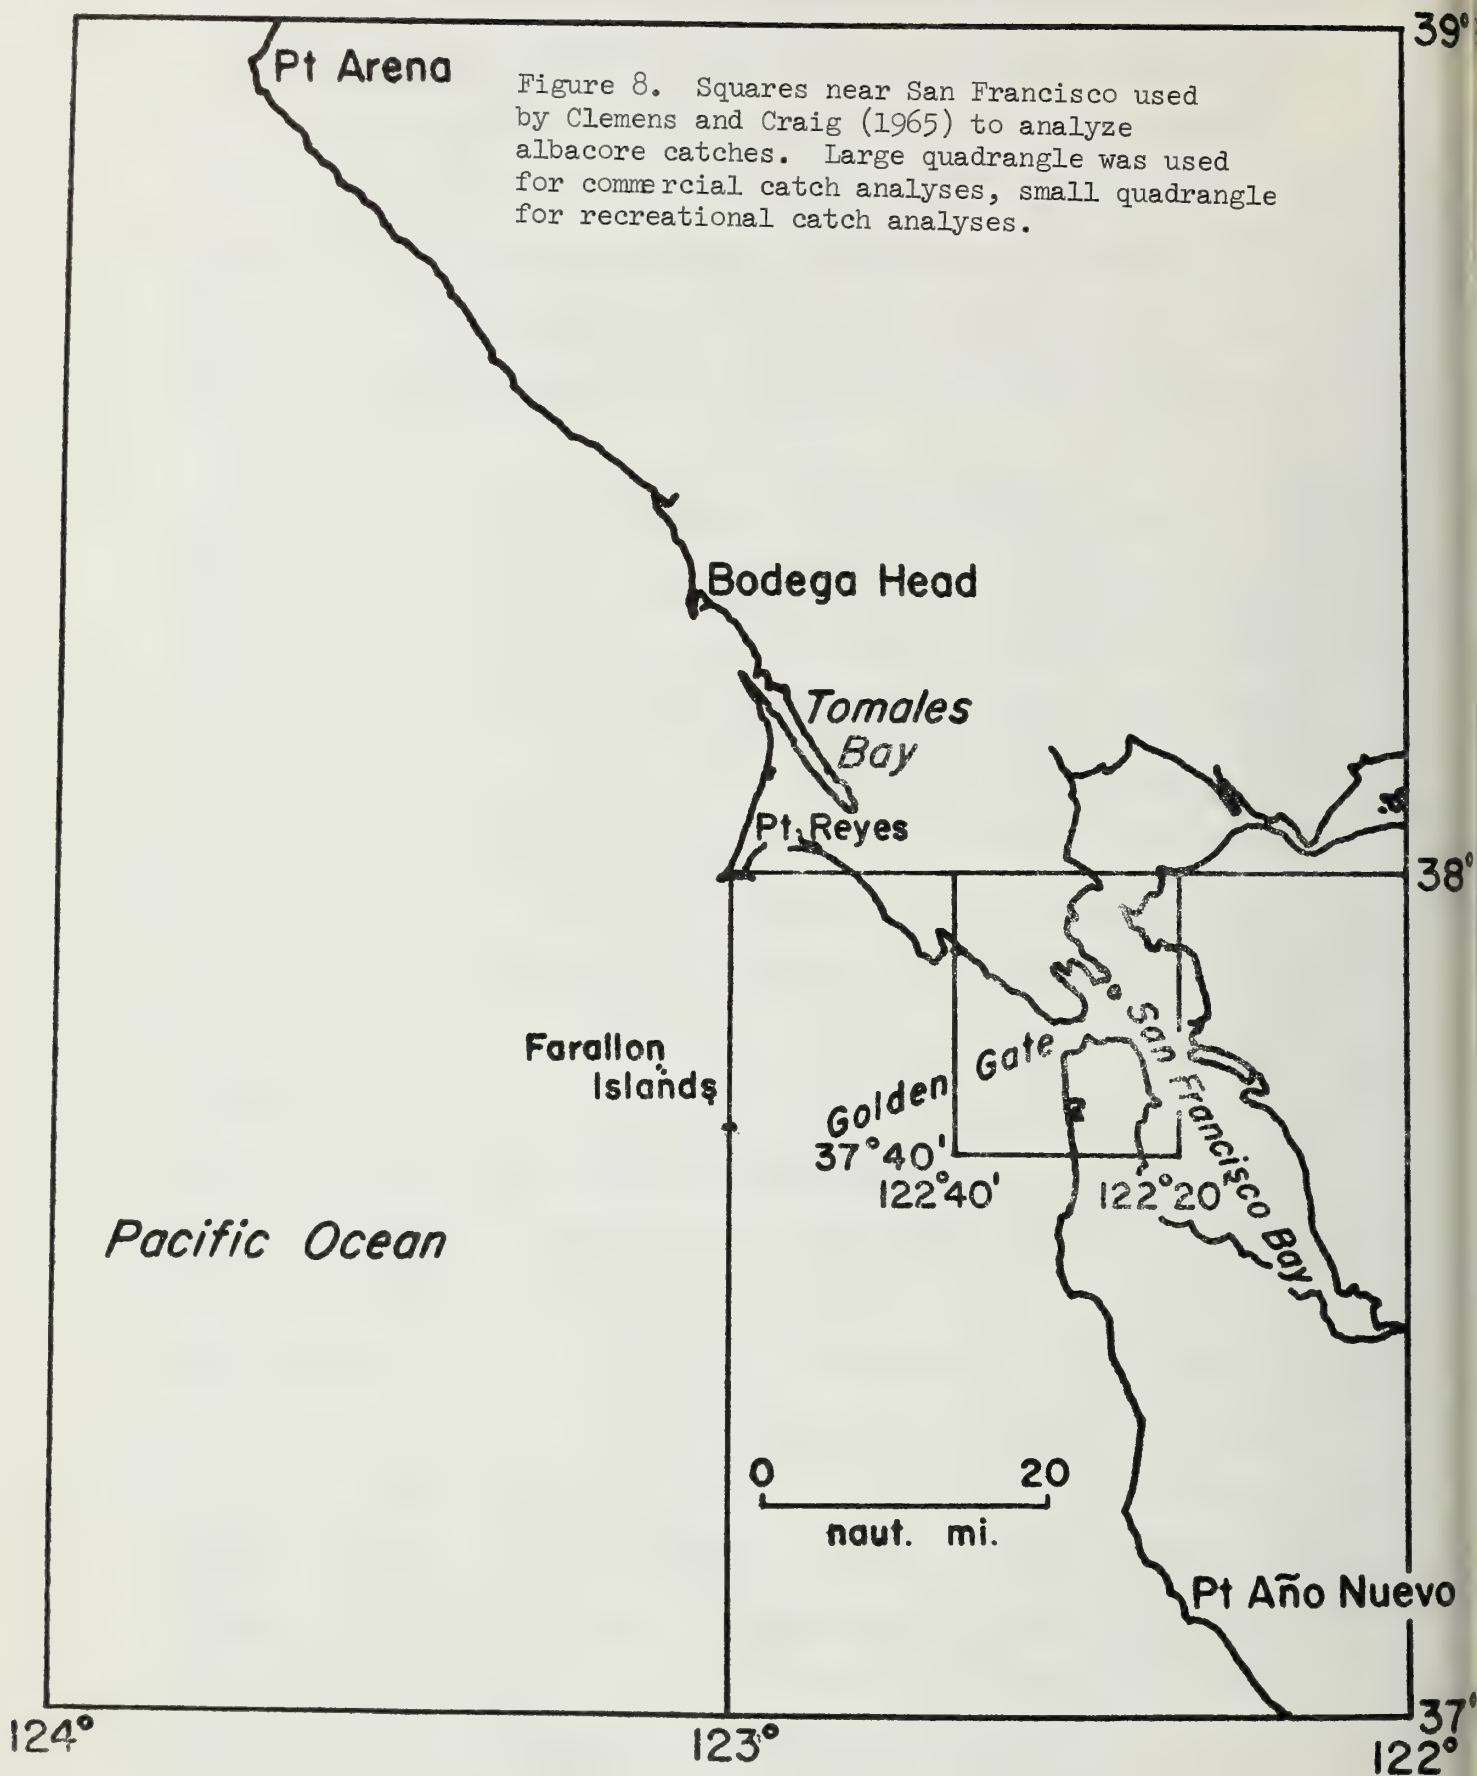 39°
Pt Arena
Figure 8. Squares near San Francisco used
by Clemens and Craig (1965) to analyze
albacore catches. Large quadrangle was used
for commercial catch analyses, small quadrangle
for recreational catch analyses.
Bodega Head
Tomales
Bay
Pt. Reyes
38°
Farallon
Islands
Golden Gate
San Francisco Bay
37°40'
122°40'
122°20'
Pacific Ocean
0 20
naut. mi.
Pt Año Nuevo
37°
124°
123°
122°